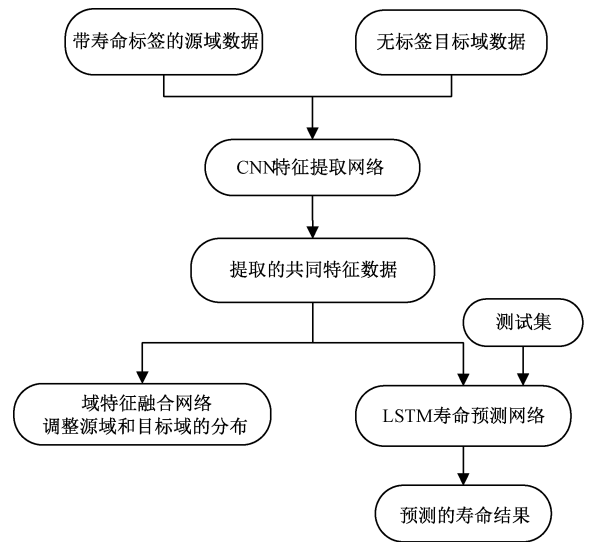 带寿命标签的源域数据
无标签目标域数据
CNN特征提取网络
提取的共同特征数据
测试集
域特征融合网络
调整源域和目标域的分布
LSTM寿命预测网络
预测的寿命结果